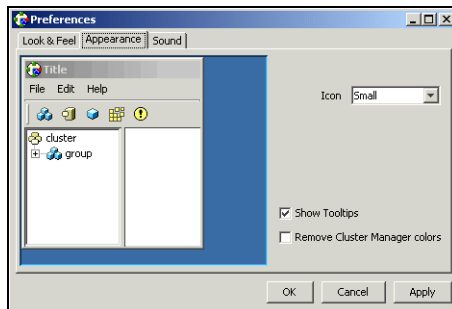 Preferences
Look & Feel Appearance Sound
Title
File Edit Help
Icon Small
cluster
group
Show Tooltips
Remove Cluster Manager colors
OK Cancel Apply